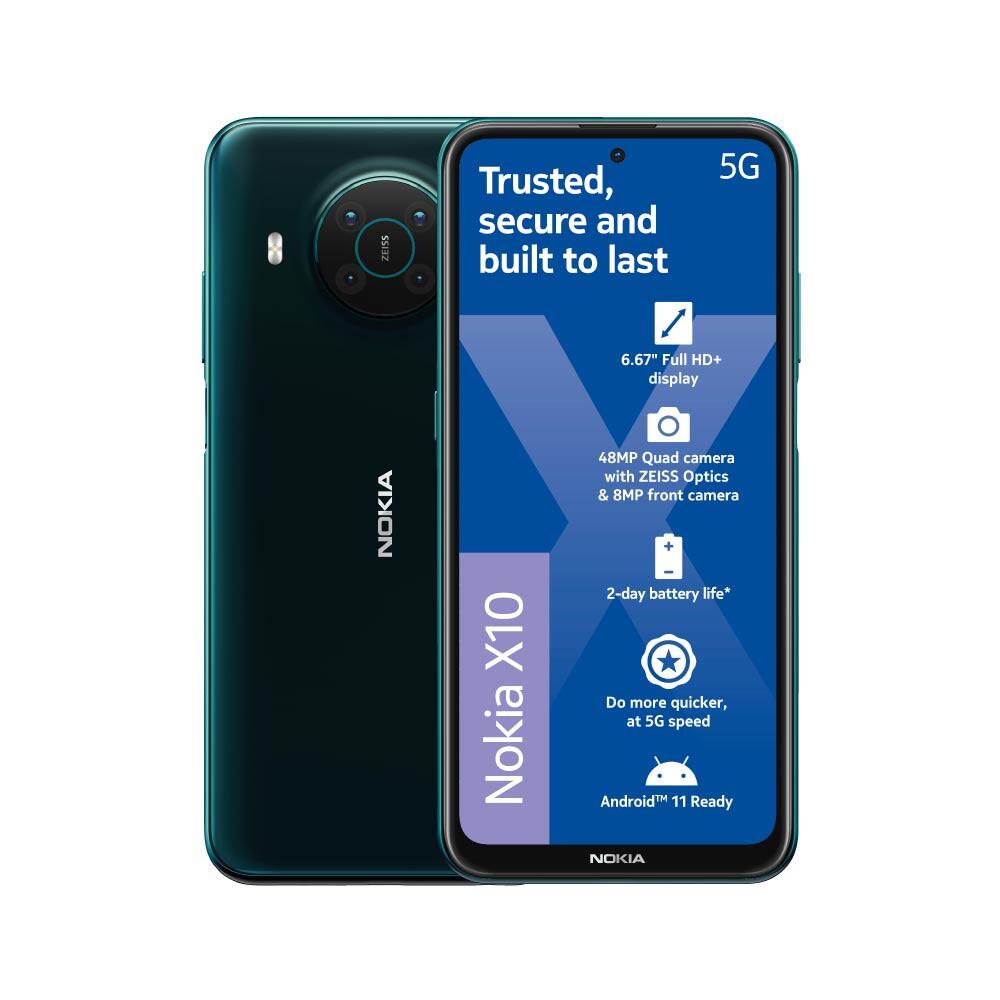 ZEISS
NOKIA
5G
Trusted,
secure and
built to last
6.67" Full HD+
display
48MP Quad camera
with ZEISS Optics
& 8MP front camera
2-day battery life*
Do more quicker,
at 5G speed
Android™ 11 Ready
Nokia X10
NOKIA